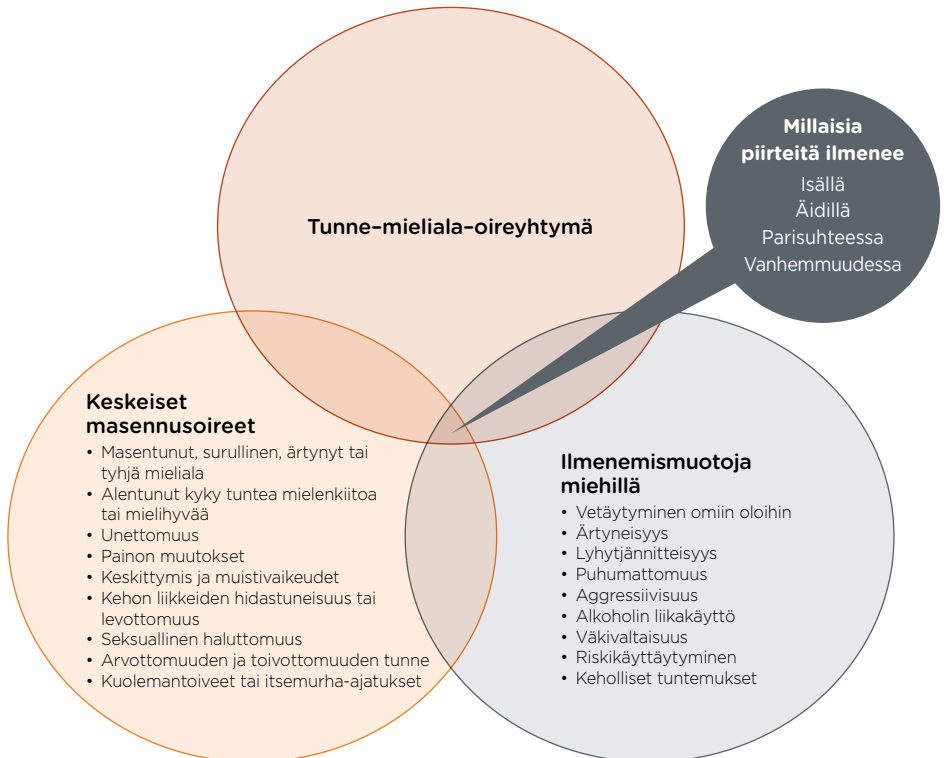 Millaisia
piirteitä ilmenee
Isällä
Äidillä
Parisuhteessa
Vanhemmuudessa
Tunne–mieliala–oireyhtymä
Keskeiset
masennusoireet
• Masentunut, surullinen, ärtynyt tai
tyhjä mieliala
• Alentunut kyky tuntea mielenkiitoa
tai mielihyvää
• Unettomuus
• Painon muutokset
• Keskittymis ja muistivaikeudet
• Kehon liikkeiden hidastuneisuus tai
levottomuus
• Seksuallinen haluttomuus
• Arvottomuuden ja toivottomuuden tunne
• Kuolemantoiveet tai itsemurha-ajatukset
Ilmenemismuotoja
miehillä
• Vetäytyminen omiin oloihin
• Ärtyneisyys
• Lyhytjännitteisyys
• Puhumattomuus
• Aggressiivisuus
• Alkoholin liikakäyttö
• Väkivaltaisuus
• Riskikäyttäytyminen
• Keholliset tuntemukset